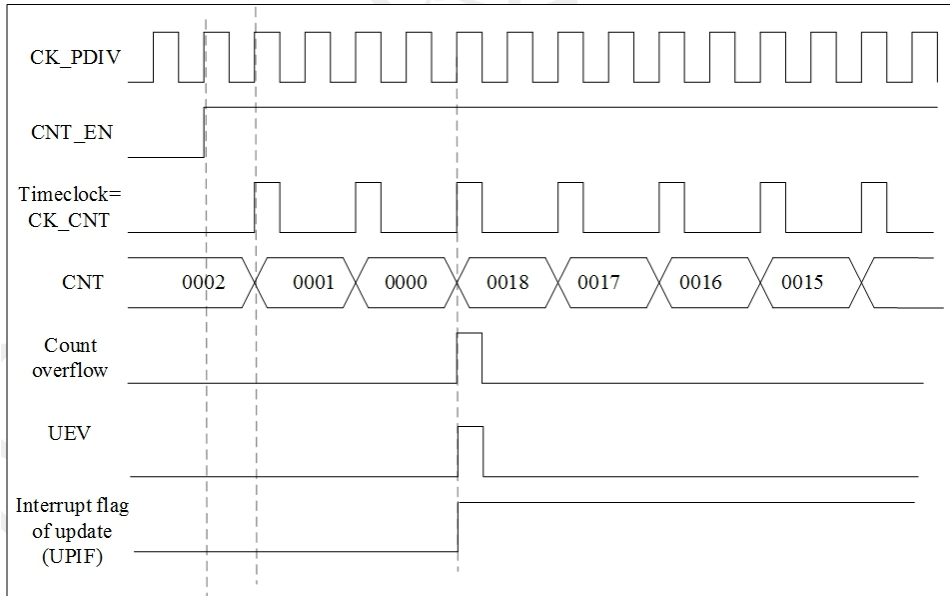 CK_PDIV
CNT_EN
Timeclock=
CK_CNT
CNT
0002
0001
0000
0018
0017
0016
0015
Count
overflow
UEV
Interrupt flag
of update
(UPIF)